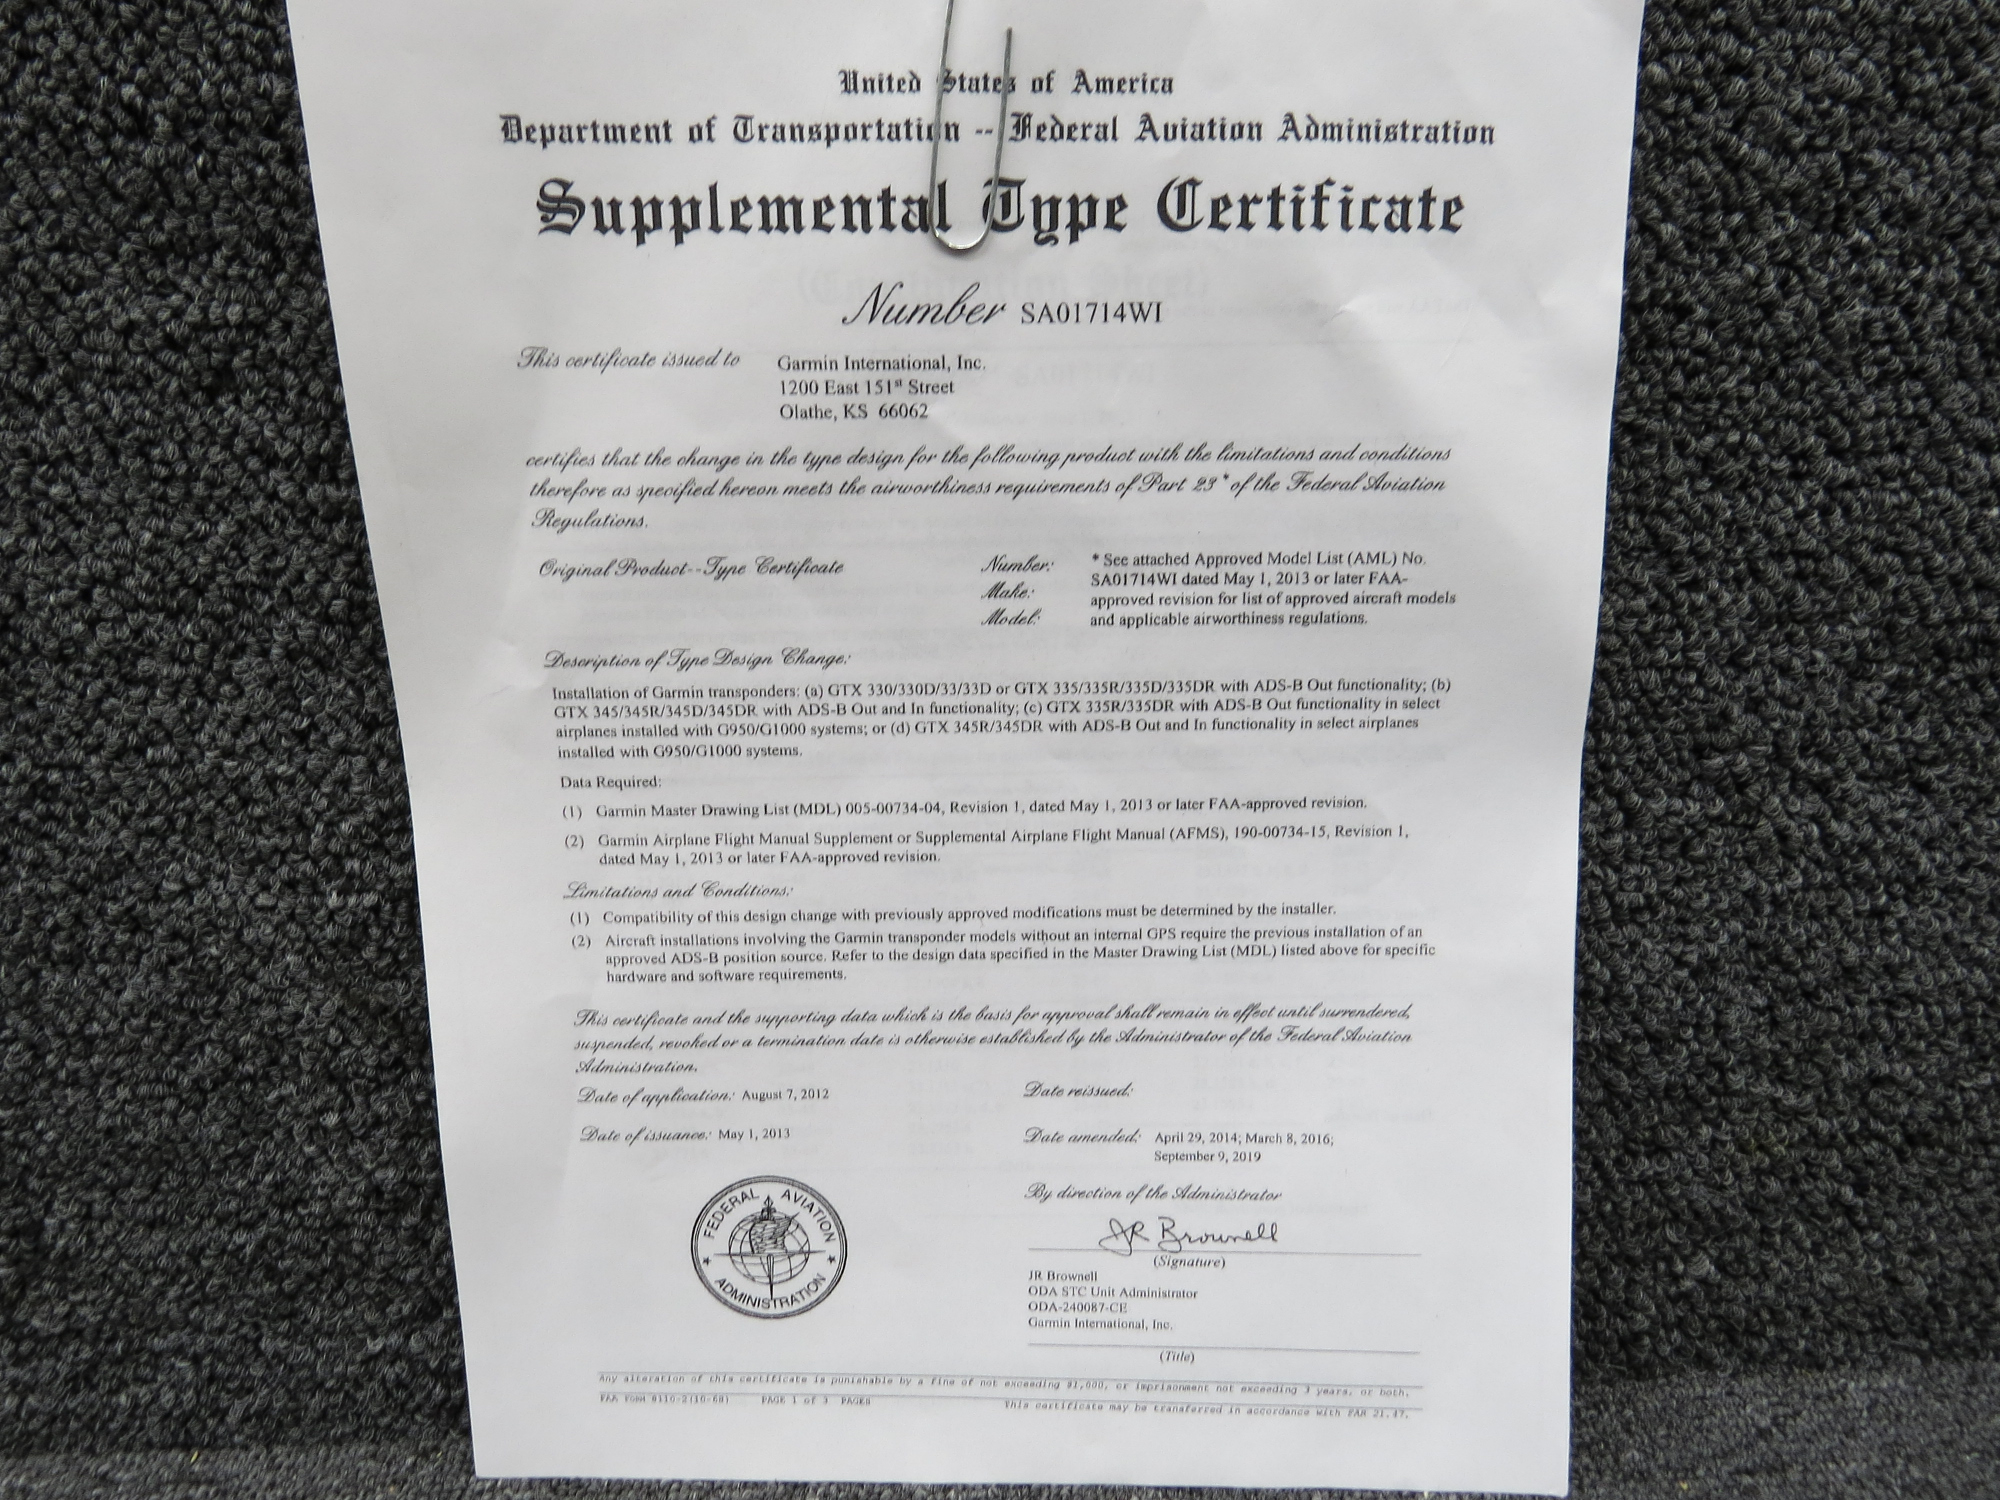 United States of America
Department of Transportation -- Federal Aviation Administration
Supplemental Type Certificate
Number SA01714WI
This certificate issued to Garmin International, Inc.
1200 East 151st Street
Olathe, KS 66062
certifies that the change in the type design for the following product with the limitations and conditions
therefore as specified hereon meets the airworthiness requirements of Part 23 * of the Federal Aviation
Regulations.
Original Product--Type Certificate Number: * See attached Approved Model List (AML) No.
SA01714WI dated May 1, 2013 or later FAA-
Make: approved revision for list of approved aircraft models
Model: and applicable airworthiness regulations.
Description of Type Design Change:
Installation of Garmin transponders: (a) GTX 330/330D/33/33D or GTX 335/335R/335D/335DR with ADS-B Out functionality; (b)
GTX 345/345R/345D/345DR with ADS-B Out and In functionality; (c) GTX 335R/335DR with ADS-B Out functionality in select
airplanes installed with G950/G1000 systems; or (d) GTX 345R/345DR with ADS-B Out and In functionality in select airplanes
installed with G950/G1000 systems.
Data Required:
(1) Garmin Master Drawing List (MDL) 005-00734-04, Revision 1, dated May 1, 2013 or later FAA-approved revision.
(2) Garmin Airplane Flight Manual Supplement or Supplemental Airplane Flight Manual (AFMS), 190-00734-15, Revision 1,
dated May 1, 2013 or later FAA-approved revision.
Limitations and Conditions:
(1) Compatibility of this design change with previously approved modifications must be determined by the installer.
(2) Aircraft installations involving the Garmin transponder models without an internal GPS require the previous installation of an
approved ADS-B position source. Refer to the design data specified in the Master Drawing List (MDL) listed above for specific
hardware and software requirements.
This certificate and the supporting data which is the basis for approval shall remain in effect until surrendered,
suspended, revoked or a termination date is otherwise established by the Administrator of the Federal Aviation
Administration.
Date of application: August 7, 2012 Date reissued:
Date of issuance: May 1, 2013 Date amended: April 29, 2014; March 8, 2016;
September 9, 2019
By direction of the Administrator
FEDERAL AVIATION ADMINISTRATION
JR Brownell
(Signature)
JR Brownell
ODA STC Unit Administrator
ODA-240087-CE
Garmin International, Inc.
(Title)
Any alteration of this certificate is punishable by a fine of not exceeding $1,000, or imprisonment not exceeding 3 years, or both.
FAA FORM 8110-2(10-68) PAGE 1 of 3 PAGES This certificate may be transferred in accordance with FAR 21.47.